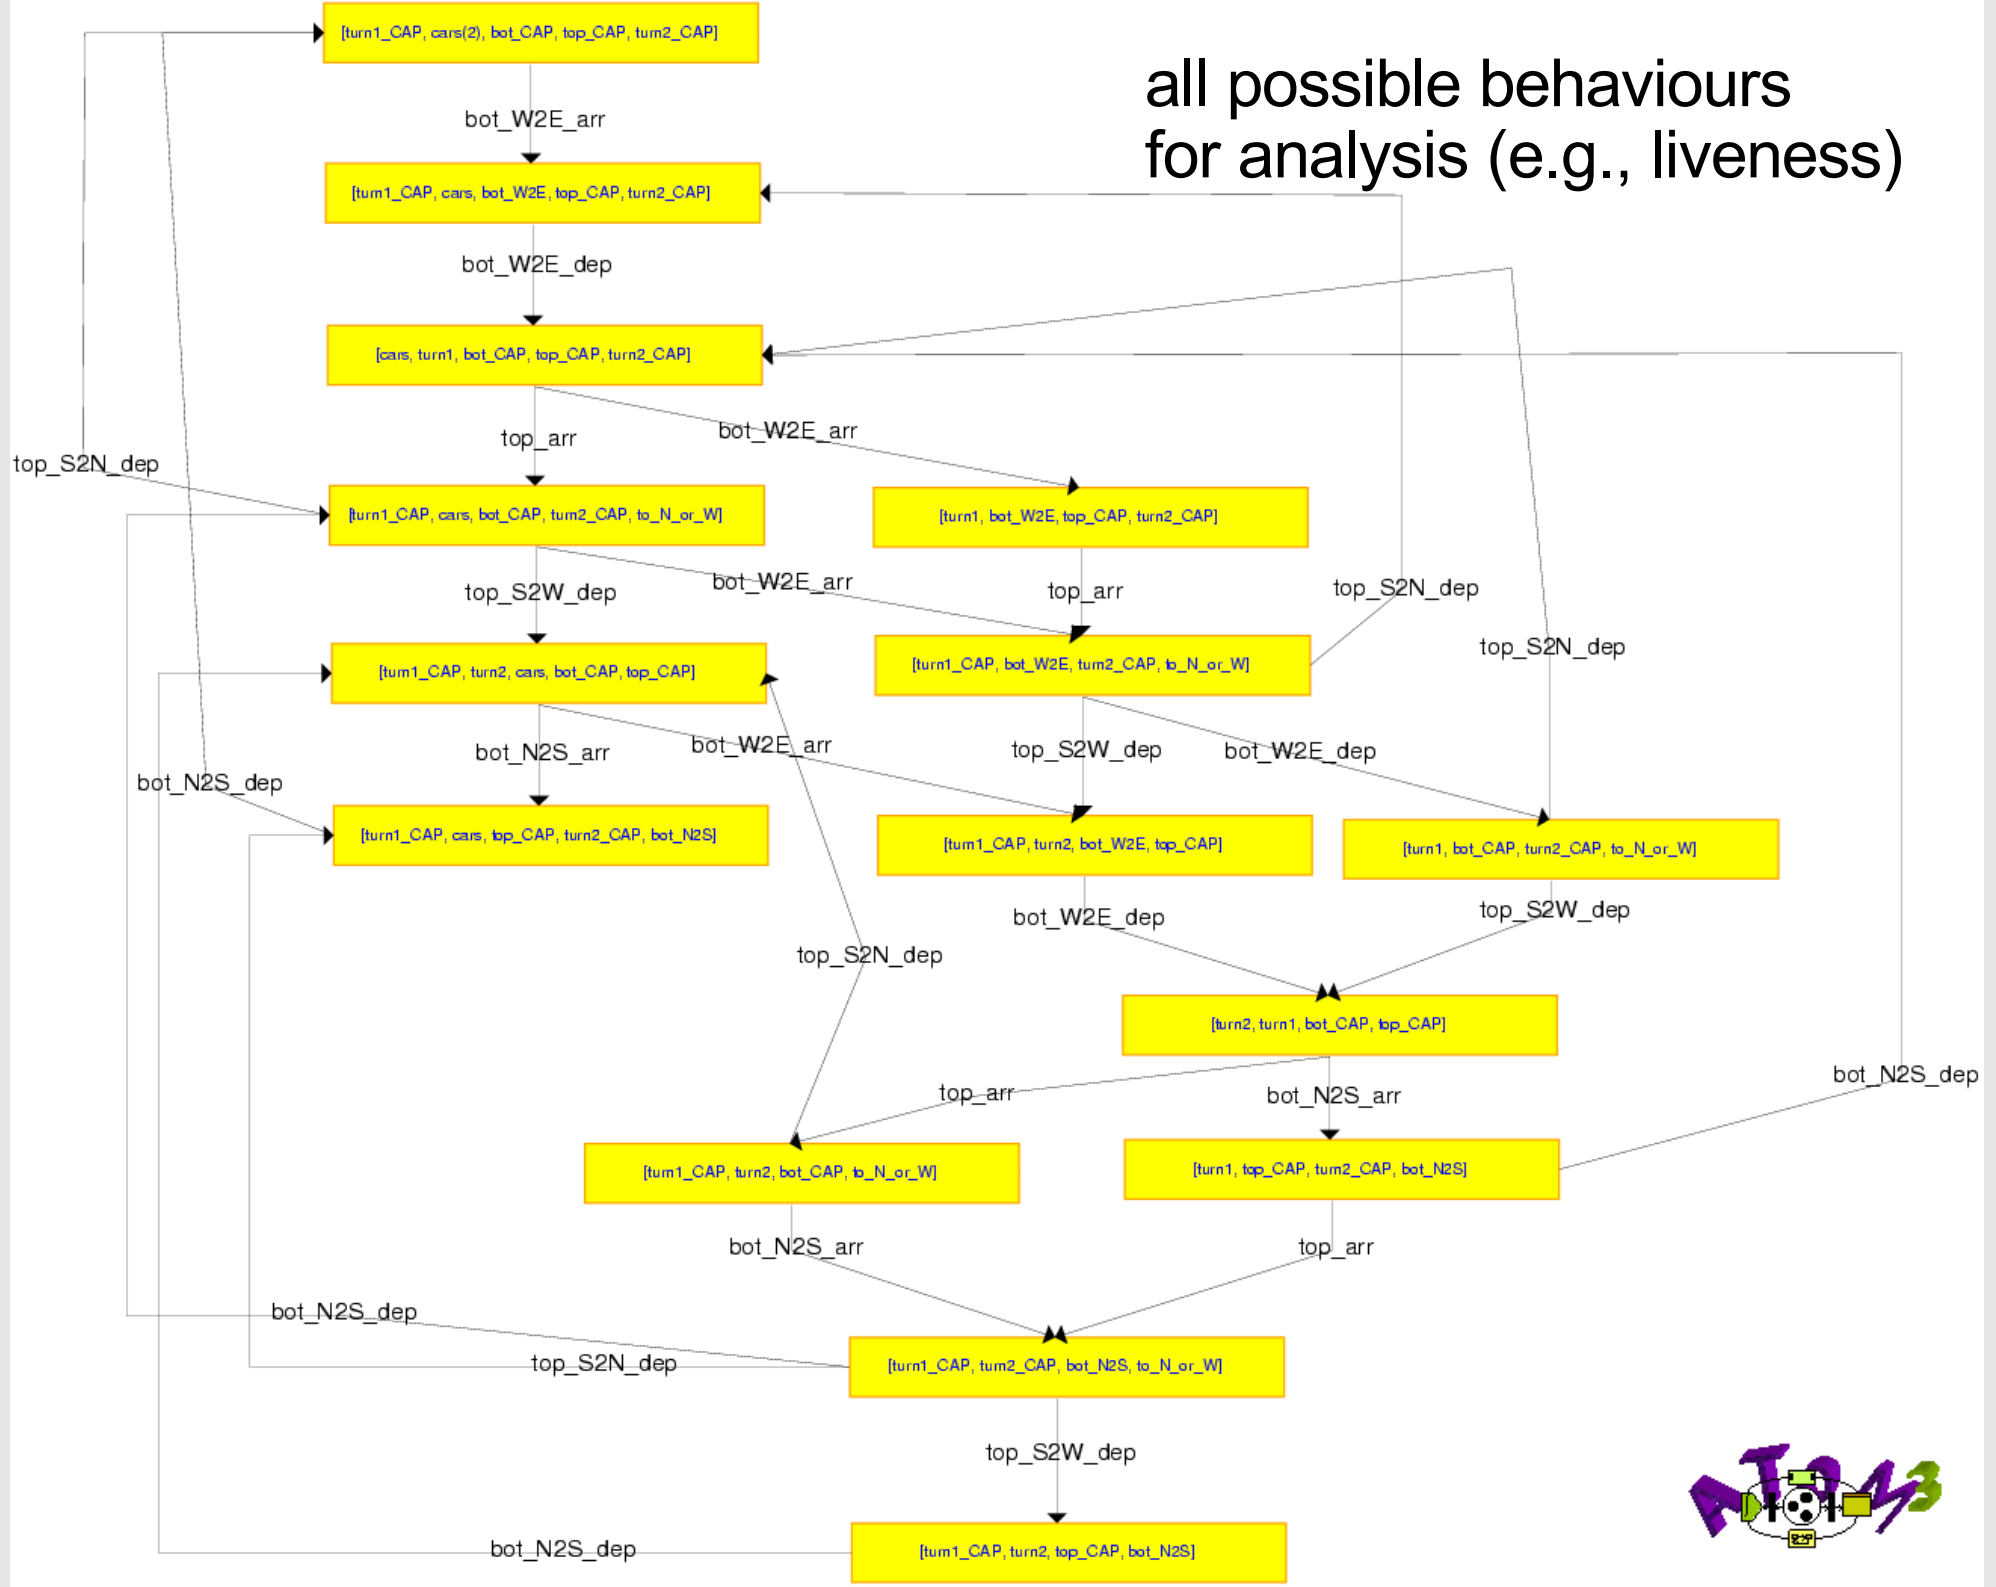 [turn1_CAP, cars(2), bot_CAP, top_CAP, turn2_CAP]
all possible behaviours
for analysis (e.g., liveness)
bot_W2E_arr
[turn1_CAP, cars, bot_W2E, top_CAP, turn2_CAP]
bot_W2E_dep
[cars, turn1, bot_CAP, top_CAP, turn2_CAP]
top_arr
bot_W2E_arr
top_S2N_dep
[turn1_CAP, cars, bot_CAP, turn2_CAP, to_N_or_W]
[turn1, bot_W2E, top_CAP, turn2_CAP]
top_S2W_dep
bot_W2E_arr
top_arr
top_S2N_dep
top_S2N_dep
[turn1_CAP, turn2, cars, bot_CAP, top_CAP]
[turn1_CAP, bot_W2E, turn2_CAP, to_N_or_W]
bot_N2S_arr
bot_W2E_arr
top_S2W_dep
bot_W2E_dep
bot_N2S_dep
[turn1_CAP, cars, top_CAP, turn2_CAP, bot_N2S]
[turn1_CAP, turn2, bot_W2E, top_CAP]
[turn1, bot_CAP, turn2_CAP, to_N_or_W]
bot_W2E_dep
top_S2W_dep
top_S2N_dep
[turn2, turn1, bot_CAP, top_CAP]
top_arr
bot_N2S_arr
bot_N2S_dep
[turn1_CAP, turn2, bot_CAP, to_N_or_W]
[turn1, top_CAP, turn2_CAP, bot_N2S]
bot_N2S_arr
top_arr
bot_N2S_dep
top_S2N_dep
[turn1_CAP, turn2_CAP, bot_N2S, to_N_or_W]
top_S2W_dep
bot_N2S_dep
[turn1_CAP, turn2, top_CAP, bot_N2S]
AToM3